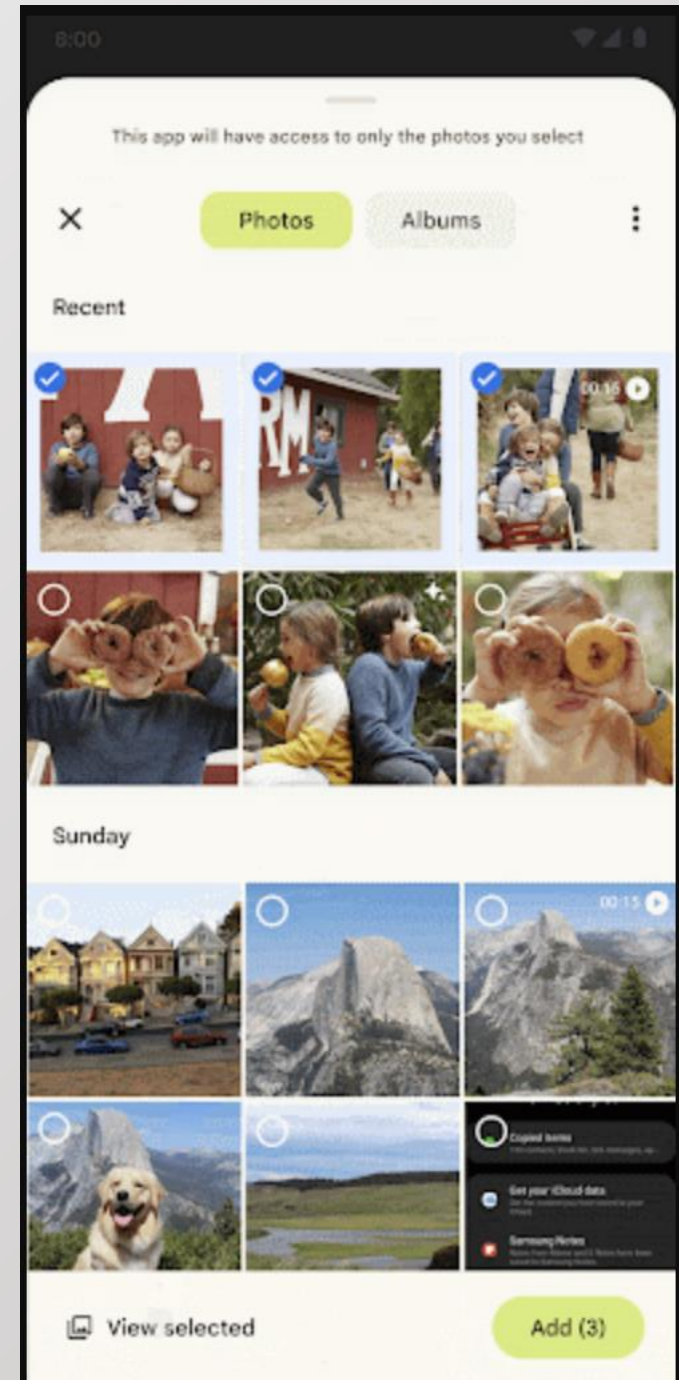 8:00
This app will have access to only the photos you select
Photos
Albums
Recent
A
RM
00:16
Sunday
00:15
Copied items
Get your iCloud data
Samsung Notes
View selected
Add (3)